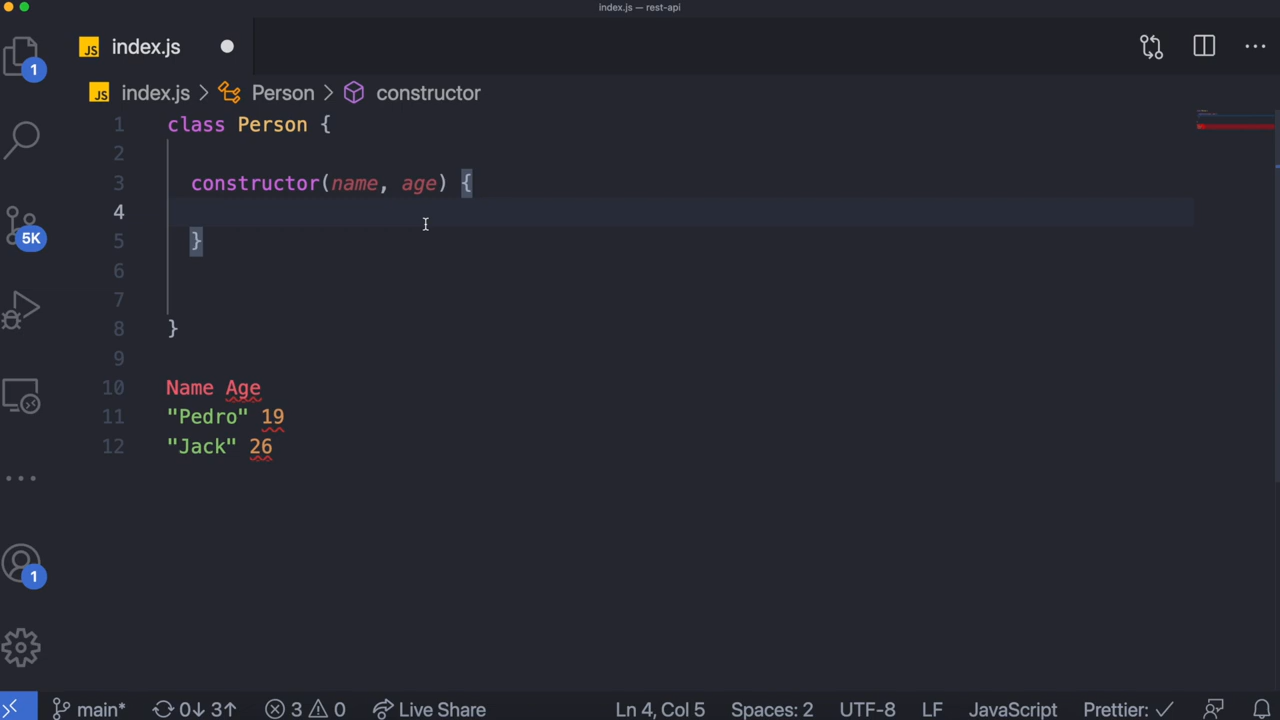 index.js — rest-api
JS index.js
1
JS index.js > Person > constructor
1 class Person {
2
3 constructor(name, age) {
4
5K
5 }
6
7
8 }
9
10 Name Age
11 "Pedro" 19
12 "Jack" 26
1
main* 0↓ 3↑ 3 0 Live Share Ln 4, Col 5 Spaces: 2 UTF-8 LF JavaScript Prettier: ✓